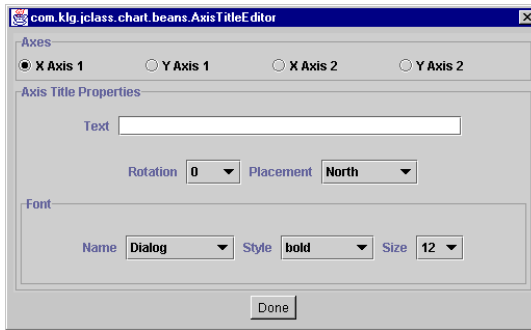 com.klg.jclass.chart.beans.AxisTitleEditor
Axes
X Axis 1 Y Axis 1 X Axis 2 Y Axis 2
Axis Title Properties
Text
Rotation 0 Placement North
Font
Name Dialog Style bold Size 12
Done